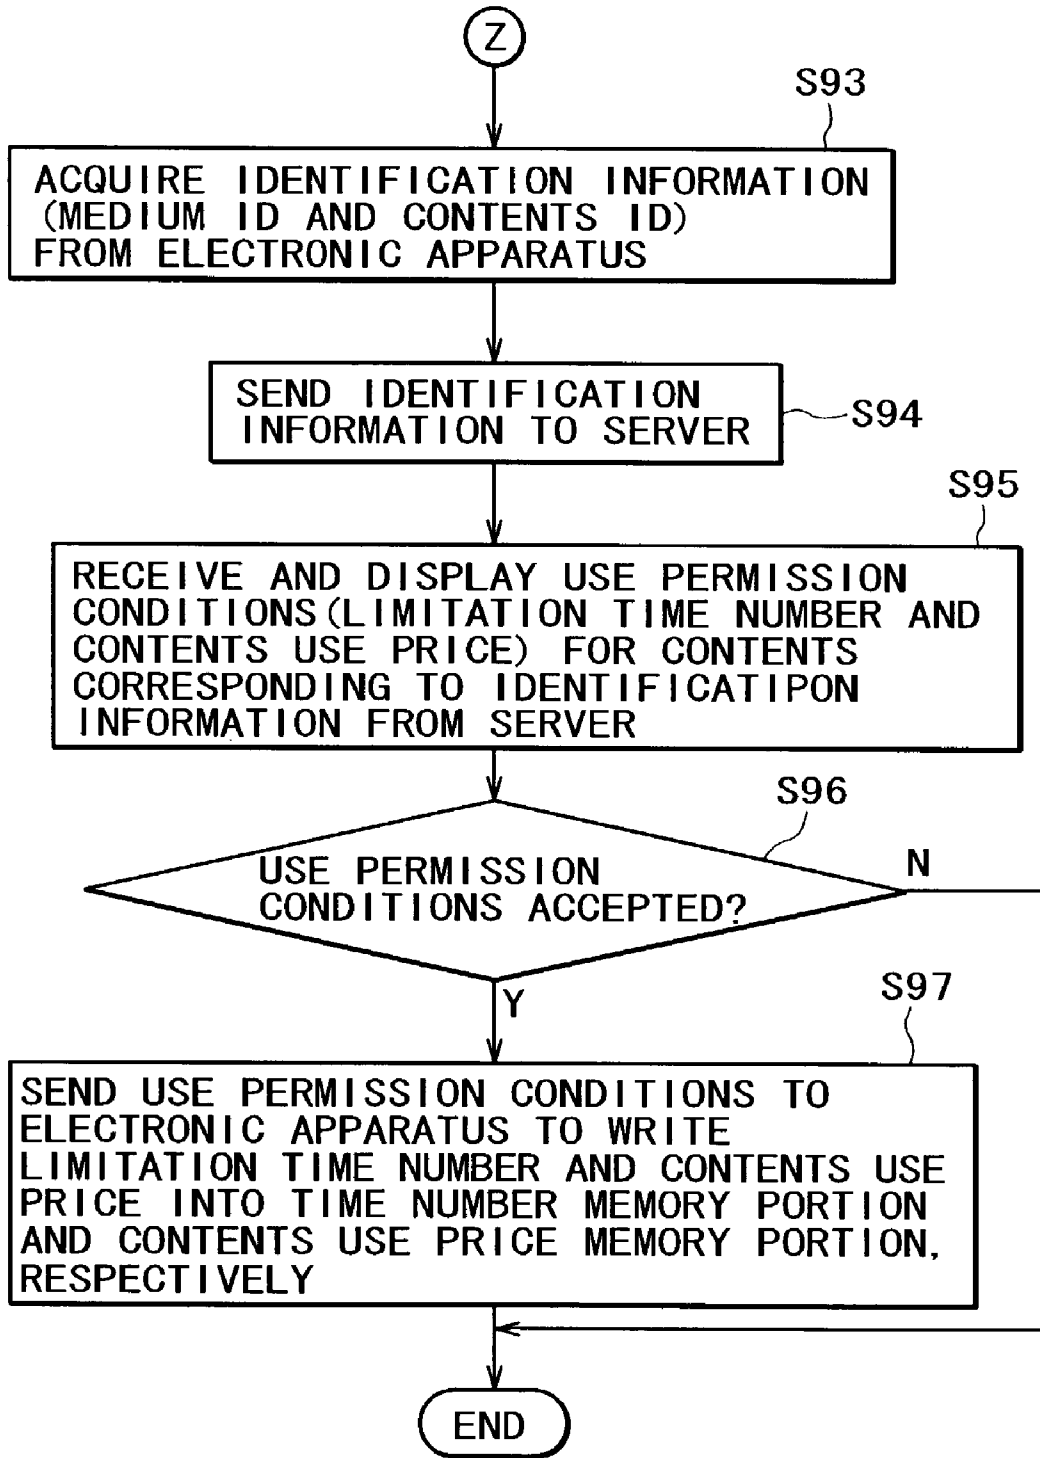 Z
S93
ACQUIRE IDENTIFICATION INFORMATION
(MEDIUM ID AND CONTENTS ID)
FROM ELECTRONIC APPARATUS
SEND IDENTIFICATION
INFORMATION TO SERVER
S94
S95
RECEIVE AND DISPLAY USE PERMISSION
CONDITIONS(LIMITATION TIME NUMBER AND
CONTENTS USE PRICE) FOR CONTENTS
CORRESPONDING TO IDENTIFICATIPON
INFORMATION FROM SERVER
S96
USE PERMISSION
CONDITIONS ACCEPTED?
N
Y
S97
SEND USE PERMISSION CONDITIONS TO
ELECTRONIC APPARATUS TO WRITE
LIMITATION TIME NUMBER AND CONTENTS USE
PRICE INTO TIME NUMBER MEMORY PORTION
AND CONTENTS USE PRICE MEMORY PORTION,
RESPECTIVELY
END